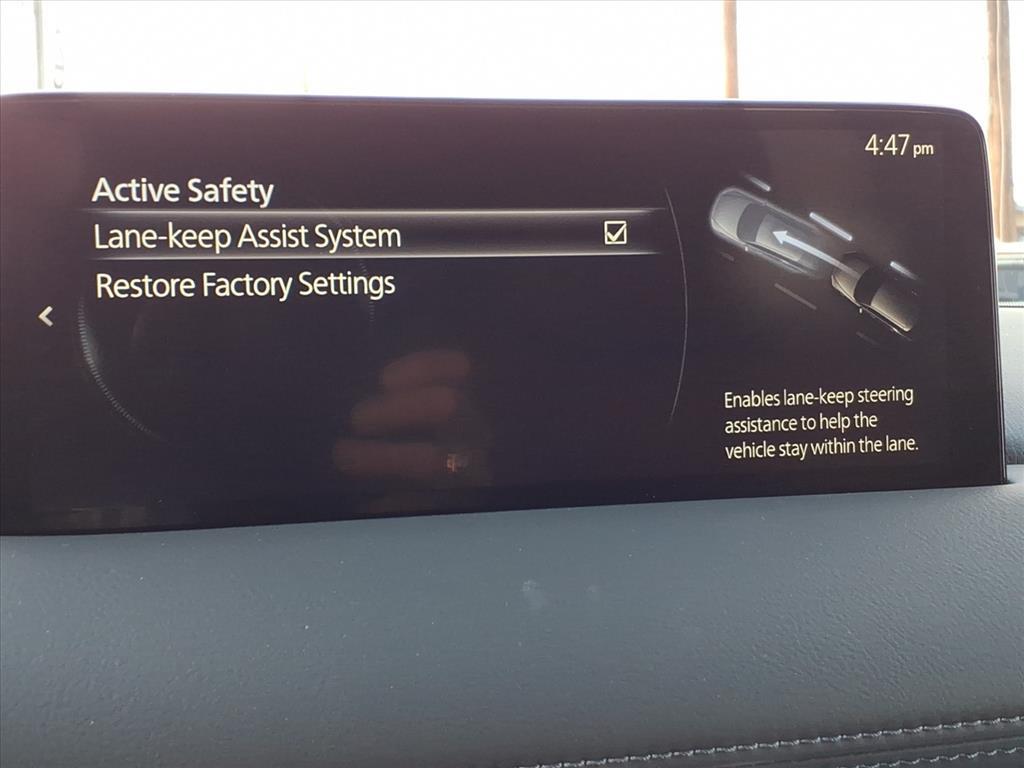 4:47 pm
Active Safety
Lane-keep Assist System
Restore Factory Settings
Enables lane-keep steering
assistance to help the
vehicle stay within the lane.